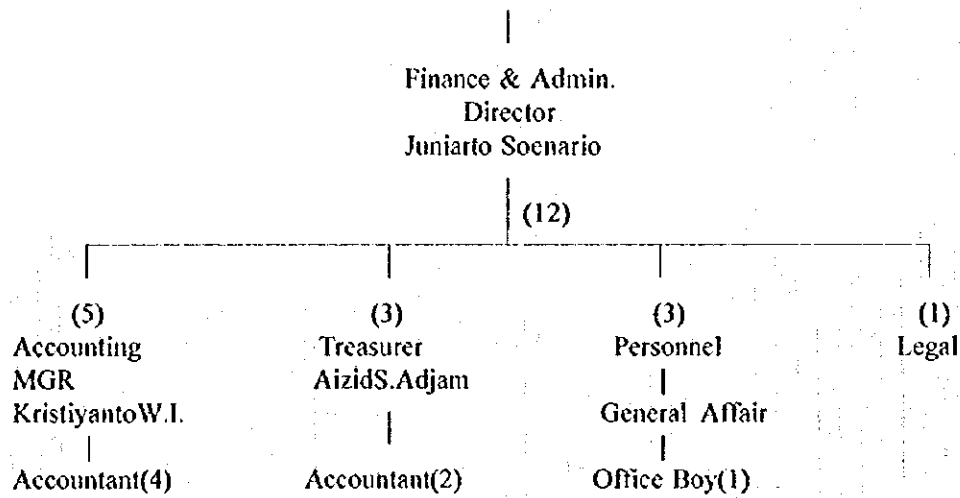 Finance & Admin.
Director
Juniarto Soenario
(12)
(5)
Accounting
MGR
KristiyantoW.I.
Accountant(4)
(3)
Treasurer
AizidS.Adjam
Accountant(2)
(3)
Personnel
General Affair
Office Boy(1)
(1)
Legal